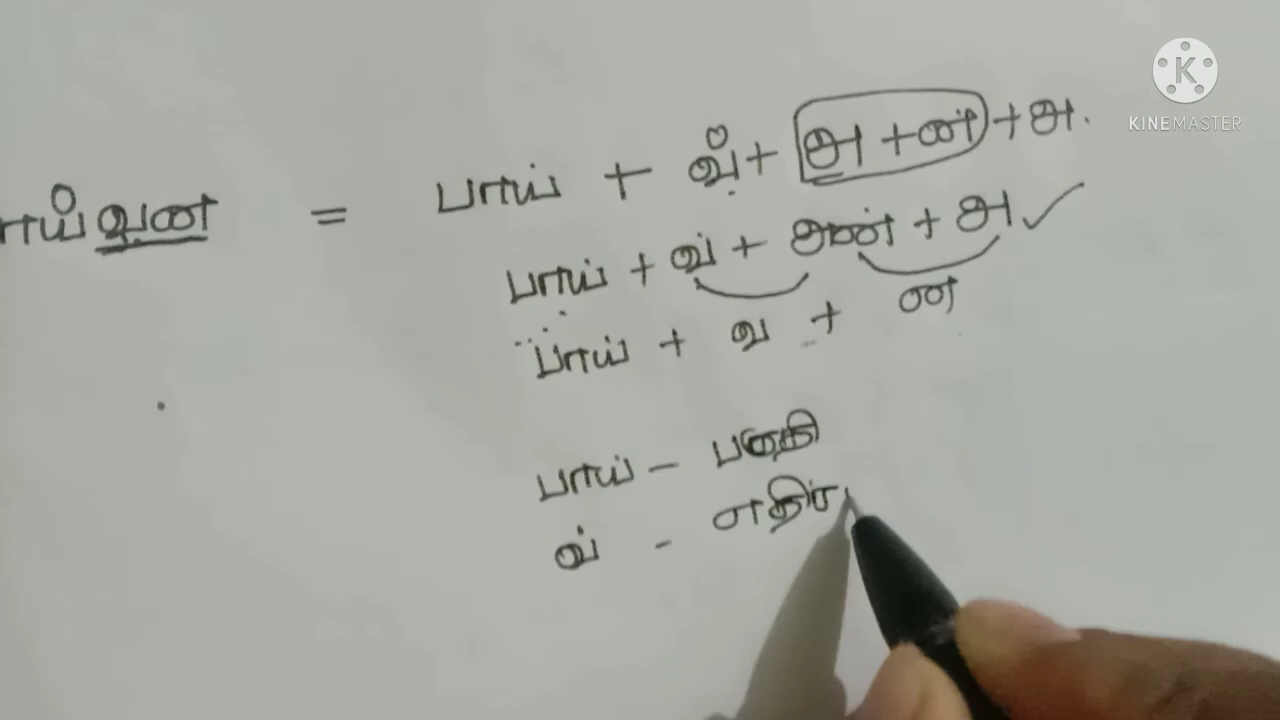 ாய்வன = பாய் + வ் + அ + ன் + அ.
பாய் + வ் + அன் + அ ✓
பாய் + வ + ன
பாய் - பகுதி
வ் - எதிர்
K
KINEMASTER